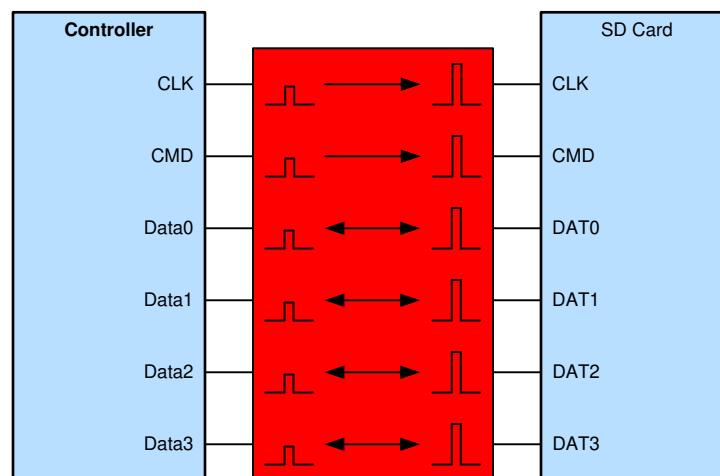 Controller
SD Card
CLK
CLK
CMD
CMD
Data0
DAT0
Data1
DAT1
Data2
DAT2
Data3
DAT3